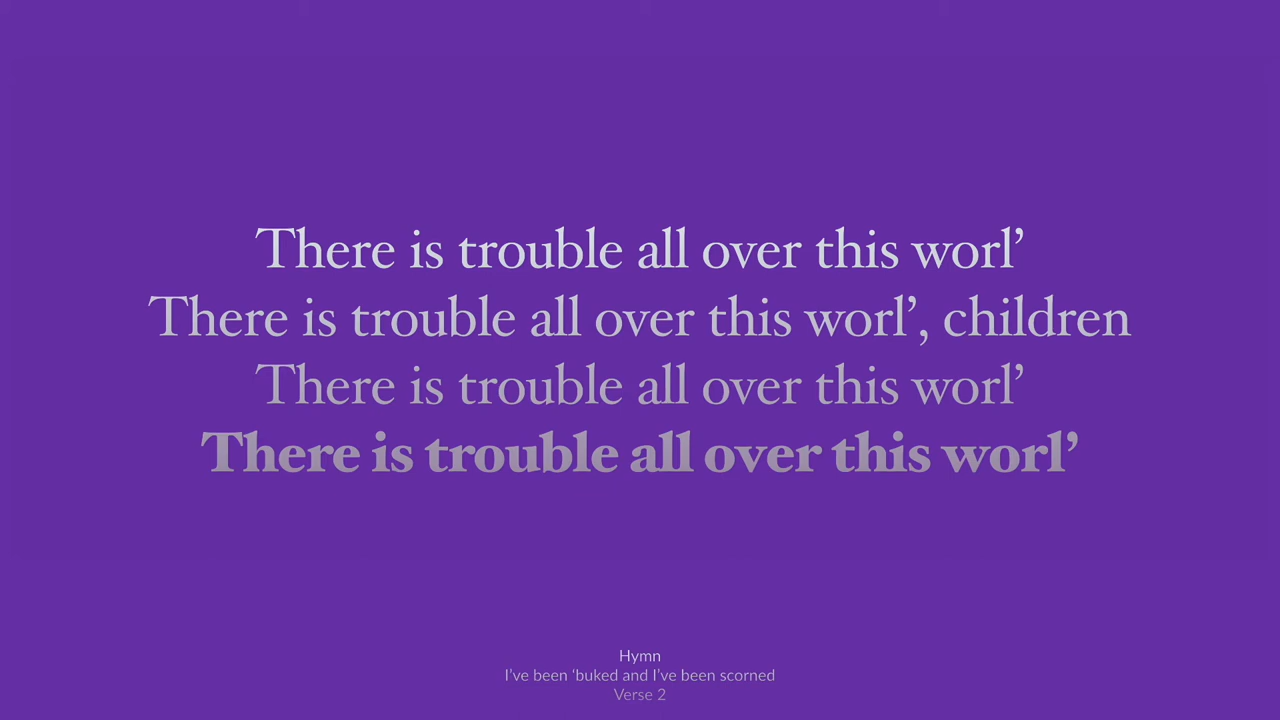 There is trouble all over this worl’
There is trouble all over this worl’, children
There is trouble all over this worl’
There is trouble all over this worl’
Hymn
I’ve been ‘buked and I’ve been scorned
Verse 2